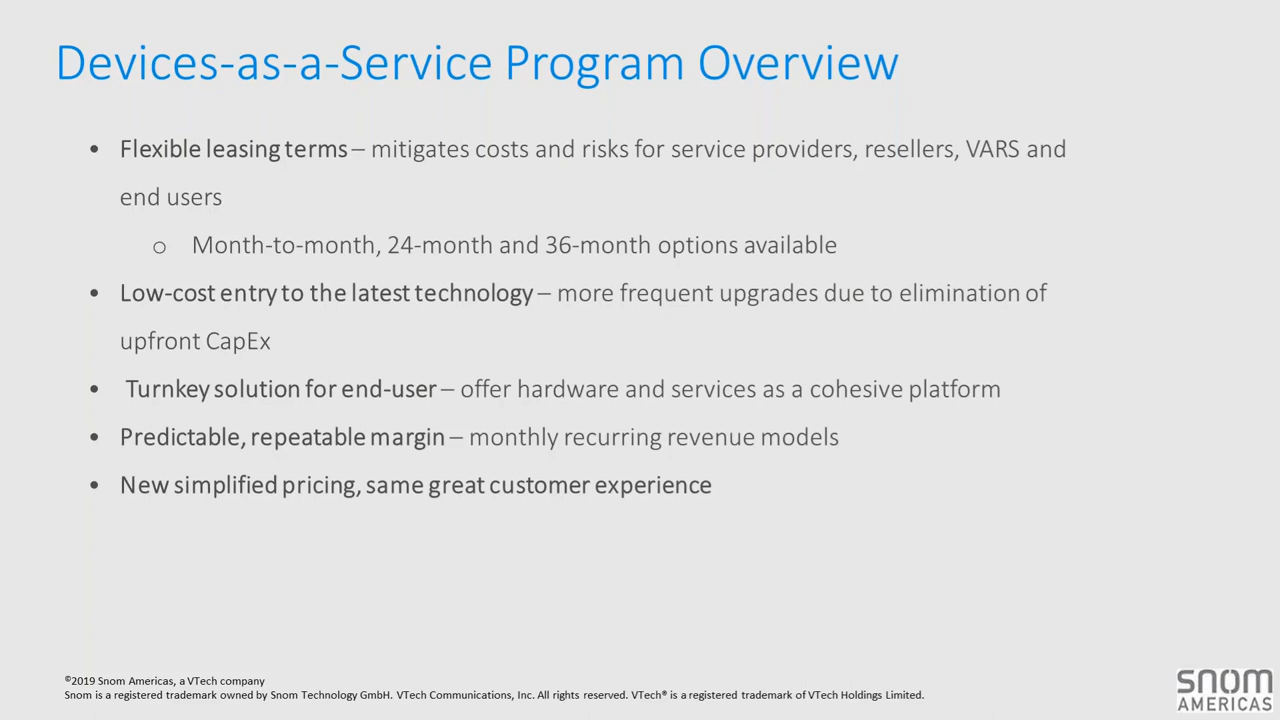 Devices-as-a-Service Program Overview
• Flexible leasing terms – mitigates costs and risks for service providers, resellers, VARS and
end users
o Month-to-month, 24-month and 36-month options available
• Low-cost entry to the latest technology – more frequent upgrades due to elimination of
upfront CapEx
• Turnkey solution for end-user – offer hardware and services as a cohesive platform
• Predictable, repeatable margin – monthly recurring revenue models
• New simplified pricing, same great customer experience
©2019 Snom Americas, a VTech company
Snom is a registered trademark owned by Snom Technology GmbH. VTech Communications, Inc. All rights reserved. VTech® is a registered trademark of VTech Holdings Limited.
snom
AMERICAS